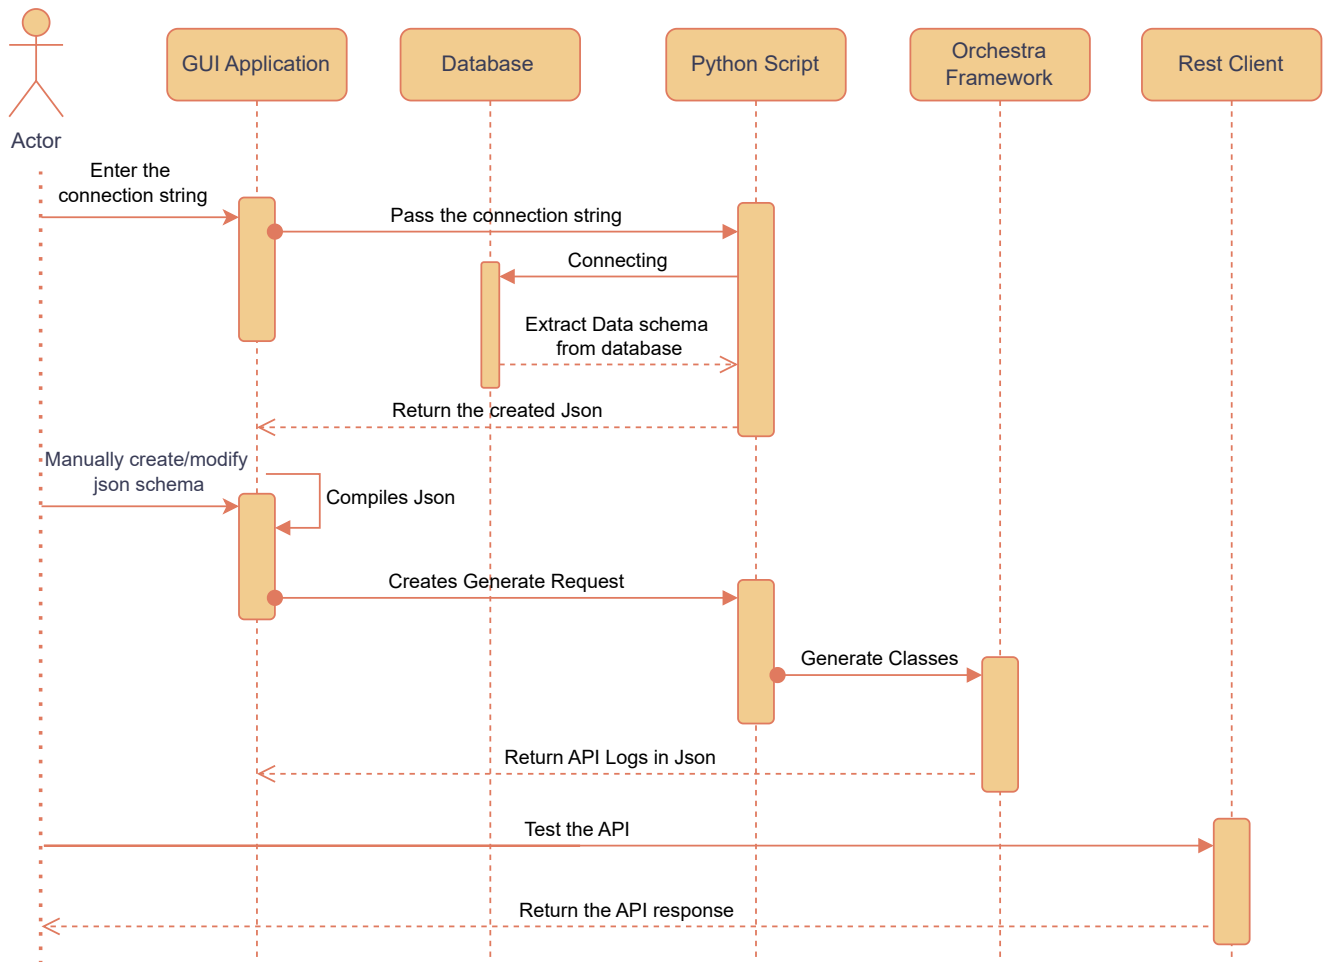 GUI Application
Database
Python Script
Orchestra
Framework
Rest Client
Actor
Enter the
connection string
Pass the connection string
Connecting
Extract Data schema
from database
Return the created Json
Manually create/modify
json schema
Compiles Json
Creates Generate Request
Generate Classes
Return API Logs in Json
Test the API
Return the API response